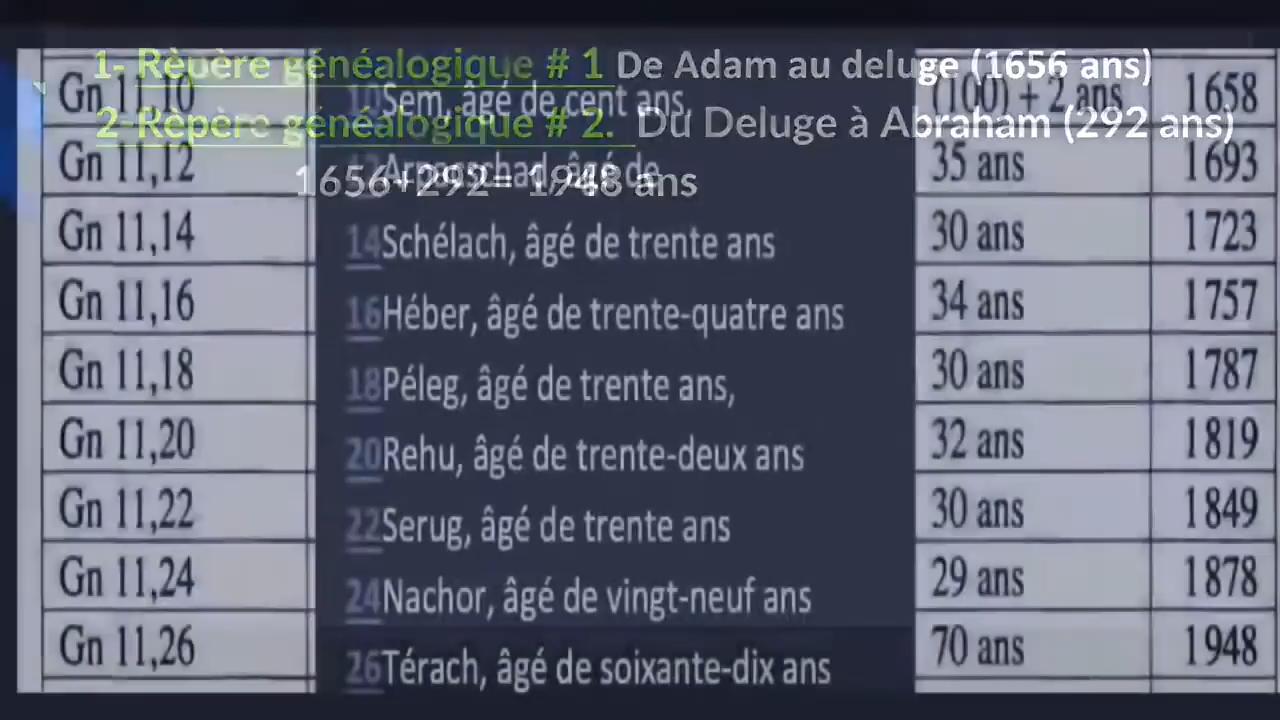 1- Rèpère généalogique # 1 De Adam au deluge (1656 ans)
2-Rèpère généalogique # 2. Du Deluge à Abraham (292 ans)
1656+292= 1948 ans
Gn 11,10 10Sem, âgé de cent ans, (100) + 2 ans 1658
Gn 11,12 12Arpacschad, âgé de 35 ans 1693
Gn 11,14 14Schélach, âgé de trente ans 30 ans 1723
Gn 11,16 16Héber, âgé de trente-quatre ans 34 ans 1757
Gn 11,18 18Péleg, âgé de trente ans, 30 ans 1787
Gn 11,20 20Rehu, âgé de trente-deux ans 32 ans 1819
Gn 11,22 22Serug, âgé de trente ans 30 ans 1849
Gn 11,24 24Nachor, âgé de vingt-neuf ans 29 ans 1878
Gn 11,26 26Térach, âgé de soixante-dix ans 70 ans 1948